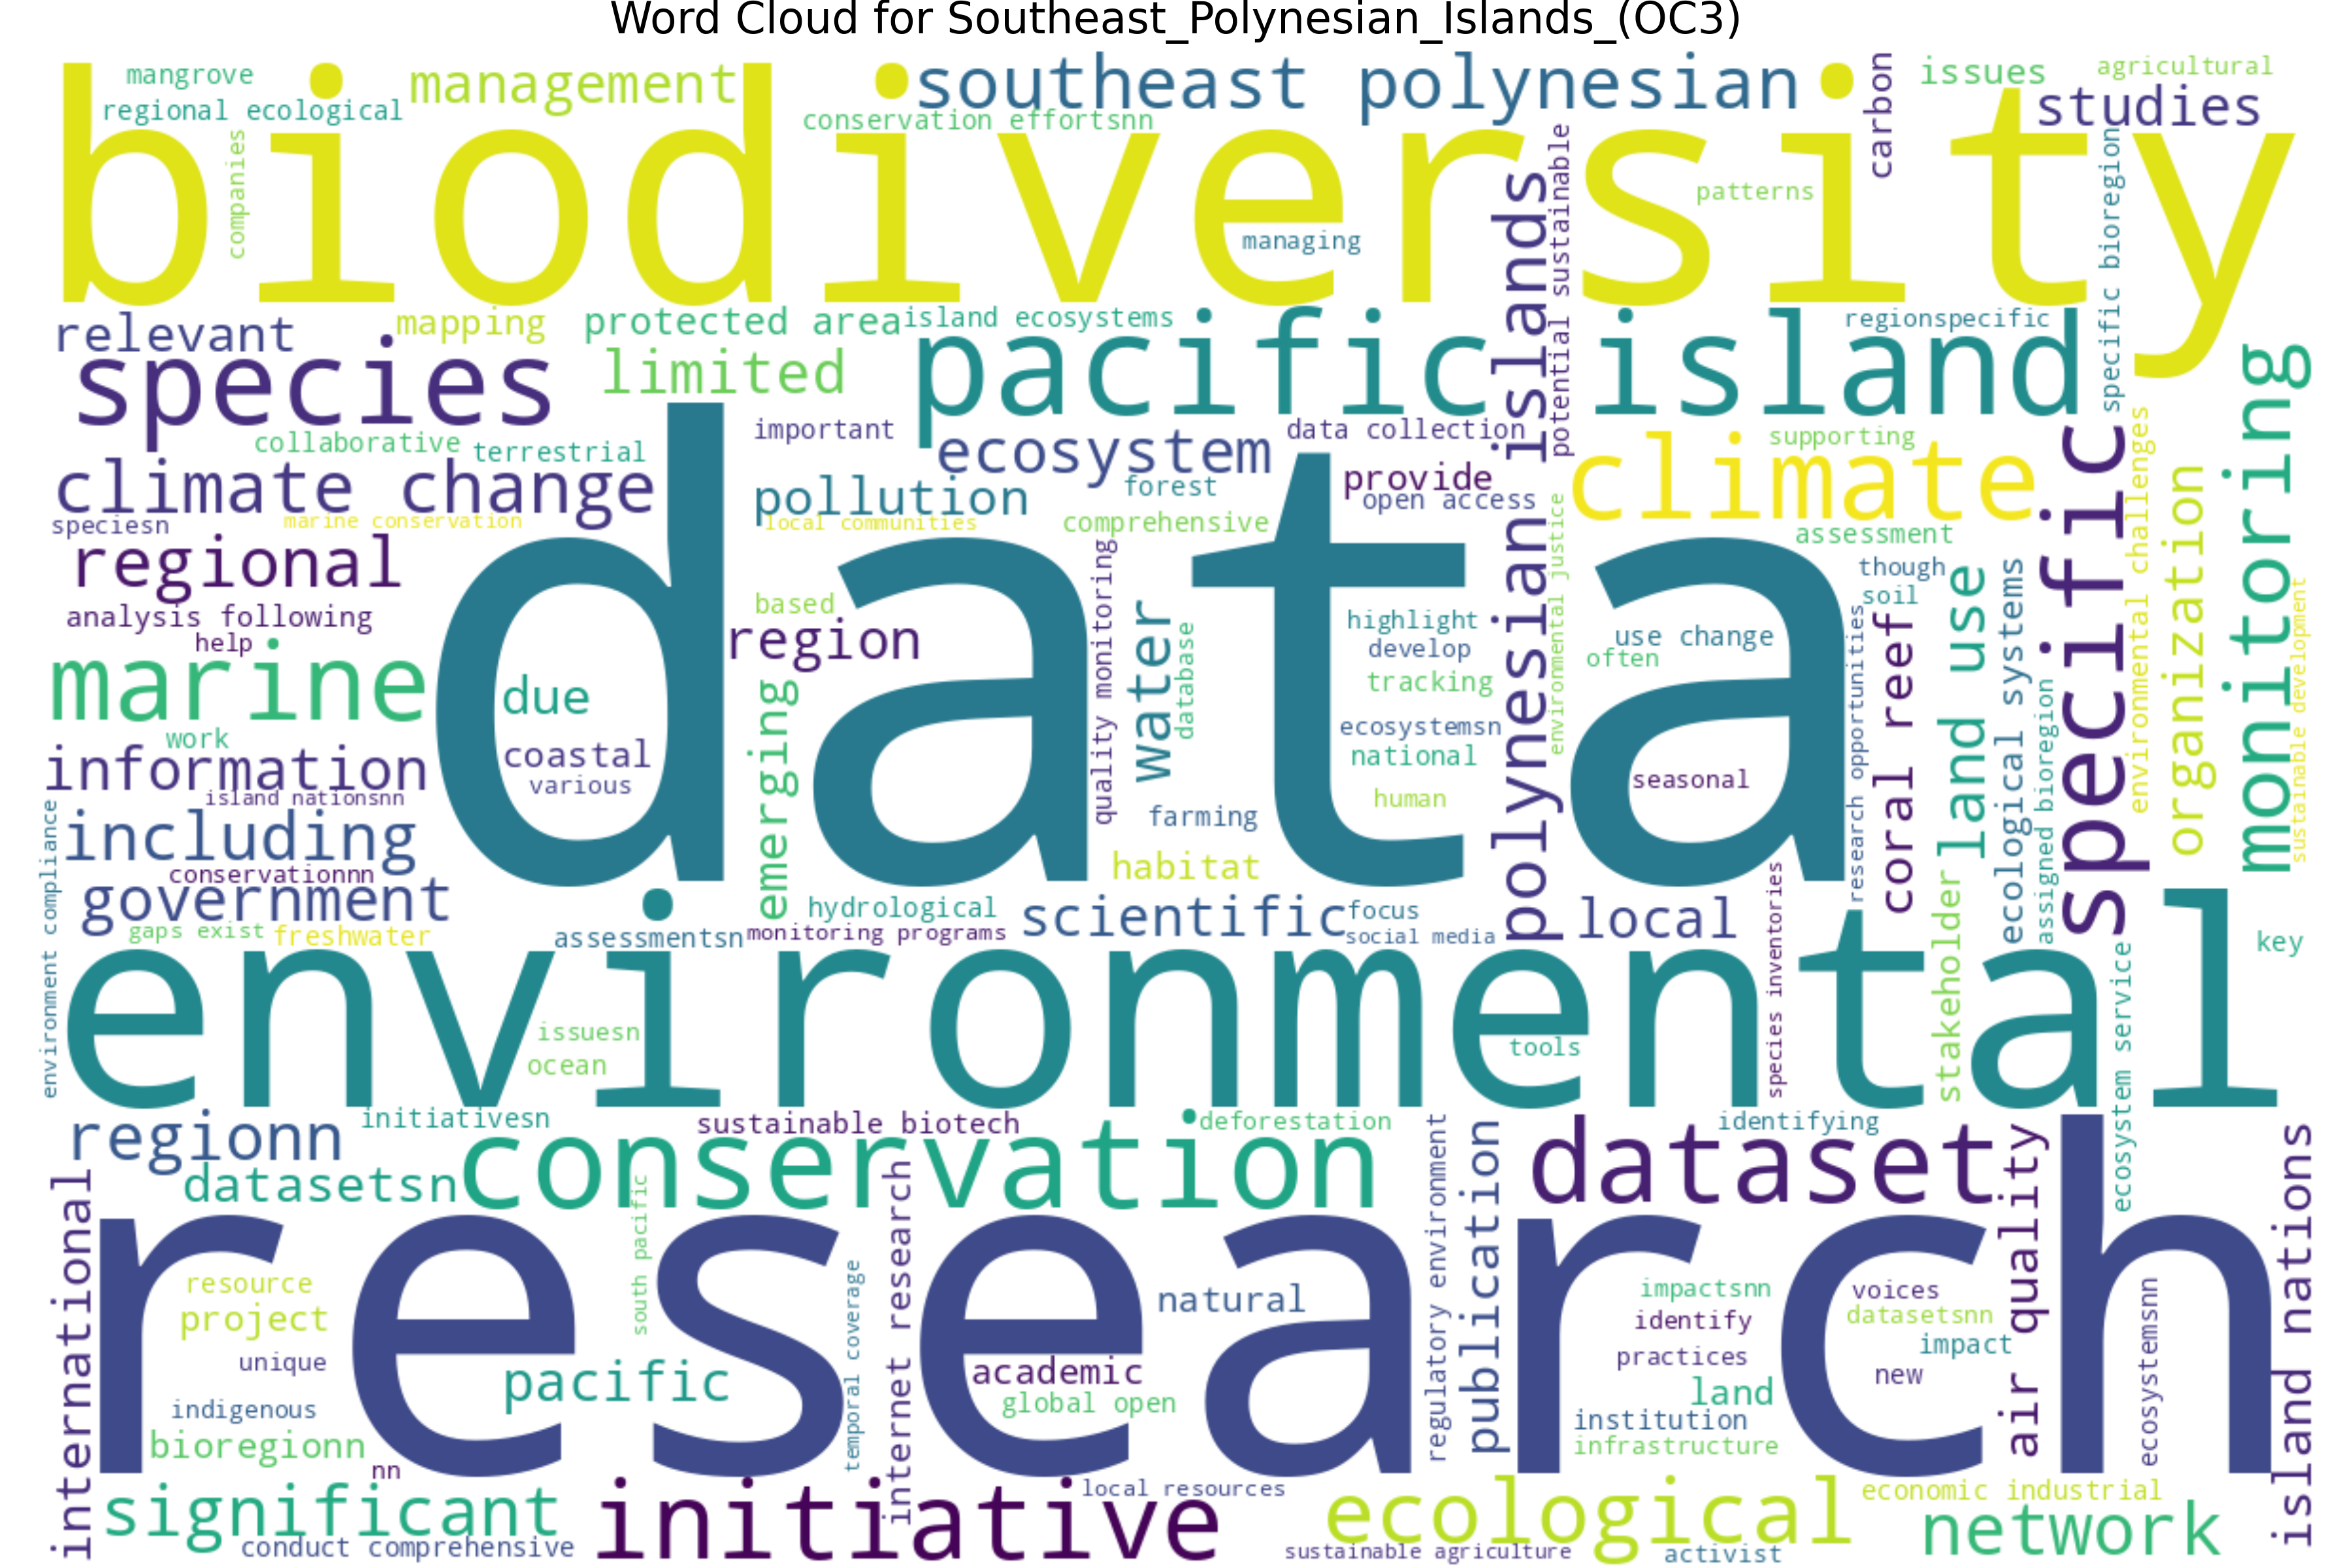 Word Cloud for Southeast_Polynesian_Islands_(OC3)
mangrove
management
southeast polynesian
carbon
issues
agricultural
regional ecological
conservation effortsnn
studies
biodiversity
companies
patterns
managing
potential sustainable
specific bioregion
relevant
mapping
protected area
island ecosystems
regionspecific
species
limited
pacific island
polynesian islands
monitoring
important
data collection
collaborative
terrestrial
ecosystem
supporting
climate change
pollution
forest
provide
open access
climate
specific
environmental challenges
organization
speciesn
marine conservation
local communities
comprehensive
assessment
regional
data
quality monitoring
environmental justice
though
soil
land use
ecological systems
sustainable development
analysis following
based
region
water
database
highlight
develop
use change
often
help
marine
due
emerging
tracking
research opportunities
coral reef
assigned bioregion
work
information
coastal
various
ecosystemsn
national
seasonal
island nationsnn
human
including
farming
environment compliance
conservationnn
habitat
government
hydrological
scientific
focus
local
species inventories
stakeholder
gaps exist
freshwater
assessmentsn
monitoring programs
social media
key
environmental
ecosystem service
issuesn
ocean
tools
regionn
initiativesn
sustainable biotech
deforestation
identifying
conservation
dataset
datasetsn
international
south pacific
internet research
regulatory environment
publication
air quality
island nations
research
resource
project
temporal coverage
natural
impactsnn
voices
identify
datasetsnn
impact
ecosystemsnn
unique
pacific
academic
practices
new
global open
land
indigenous
institution
bioregionn
infrastructure
nn
significant
initiative
local resources
ecological
economic industrial
network
conduct comprehensive
sustainable agriculture
activist